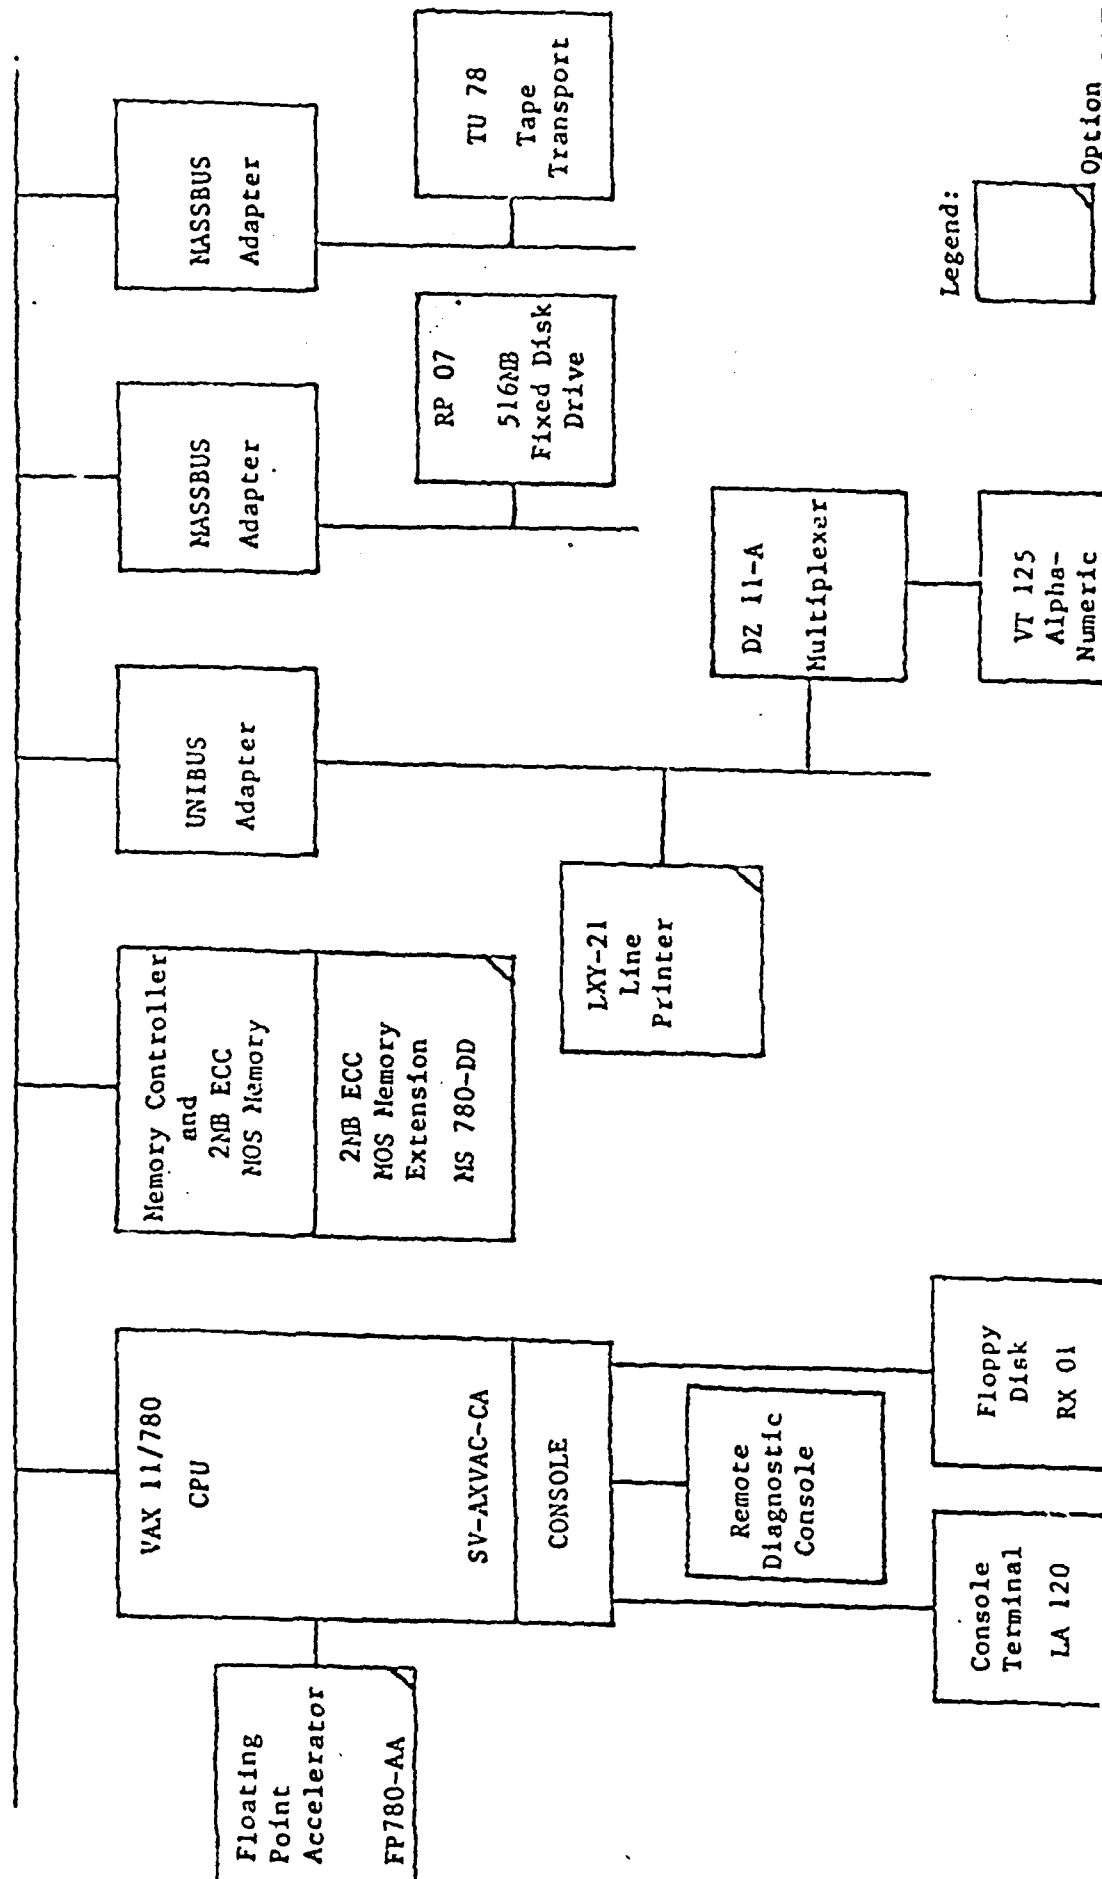 Floating
Point
Accelerator
FP780-AA
VAX 11/780
CPU
SV-AXVAC-CA
CONSOLE
Remote
Diagnostic
Console
Console
Terminal
LA 120
Floppy
Disk
RX 01
Memory Controller
and
2MB ECC
MOS Memory
2MB ECC
MOS Memory
Extension
MS 780-DD
UNIBUS
Adapter
LXY-21
Line
Printer
DZ 11-A
Multiplexer
VT 125
Alpha-
Numeric
MASSBUS
Adapter
RP 07
516MB
Fixed Disk
Drive
MASSBUS
Adapter
TU 78
Tape
Transport
Legend:
Option